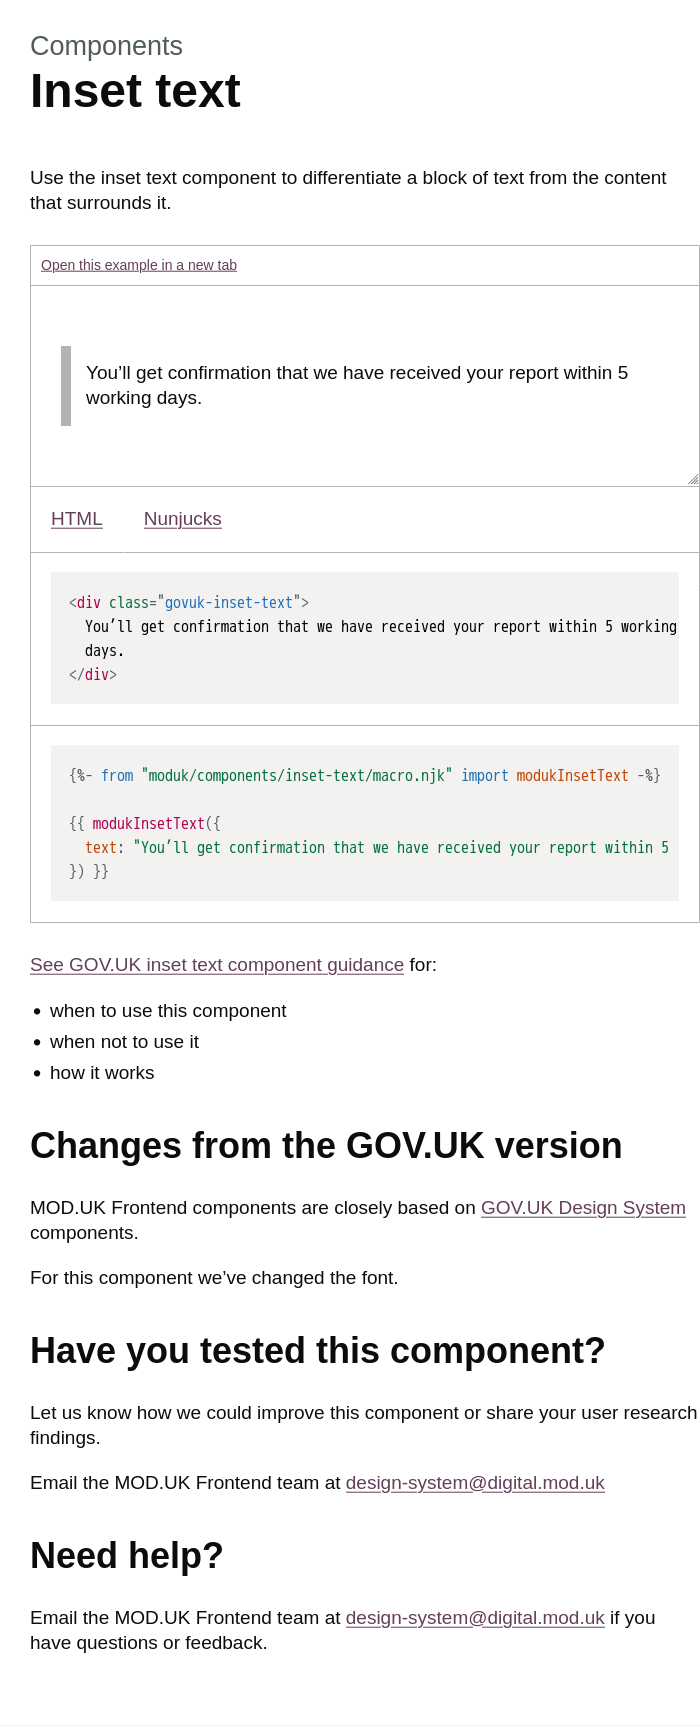 Components
Inset text
Use the inset text component to differentiate a block of text from the content
that surrounds it.
Open this example in a new tab
You’ll get confirmation that we have received your report within 5
working days.
HTML Nunjucks
<div class="govuk-inset-text">
  You’ll get confirmation that we have received your report within 5 working
  days.
</div>
{%- from "moduk/components/inset-text/macro.njk" import modukInsetText -%}
{{ modukInsetText({
  text: "You’ll get confirmation that we have received your report within 5
}) }}
See GOV.UK inset text component guidance for:
• when to use this component
• when not to use it
• how it works
Changes from the GOV.UK version
MOD.UK Frontend components are closely based on GOV.UK Design System
components.
For this component we’ve changed the font.
Have you tested this component?
Let us know how we could improve this component or share your user research
findings.
Email the MOD.UK Frontend team at design-system@digital.mod.uk
Need help?
Email the MOD.UK Frontend team at design-system@digital.mod.uk if you
have questions or feedback.